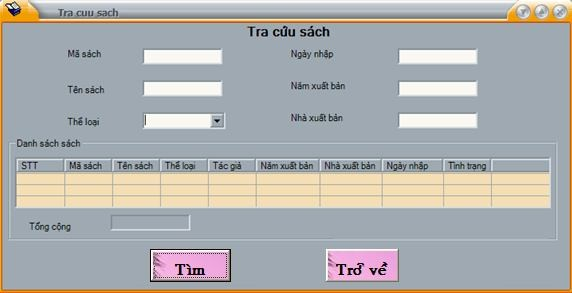 Tra cuu sach
Tra cứu sách
Mã sách Ngày nhập
Tên sách Năm xuất bản
Thể loại Nhà xuất bản
Danh sách sách
STT Mã sách Tên sách Thể loại Tác giả Năm xuất bản Nhà xuất bản Ngày nhập Tình trạng
Tổng cộng
Tìm Trở về